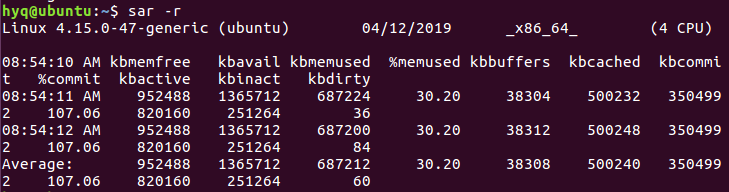 hyq@ubuntu:~$ sar -r
Linux 4.15.0-47-generic (ubuntu) 04/12/2019 _x86_64_ (4 CPU)
08:54:10 AM kbmemfree kbavail kbmemused %memused kbbuffers kbcached kbcommi
t %commit kbactive kbinact kbdirty
08:54:11 AM 952488 1365712 687224 30.20 38304 500232 350499
2 107.06 820160 251264 36
08:54:12 AM 952488 1365712 687200 30.20 38312 500248 350499
2 107.06 820160 251264 84
Average: 952488 1365712 687212 30.20 38308 500240 350499
2 107.06 820160 251264 60